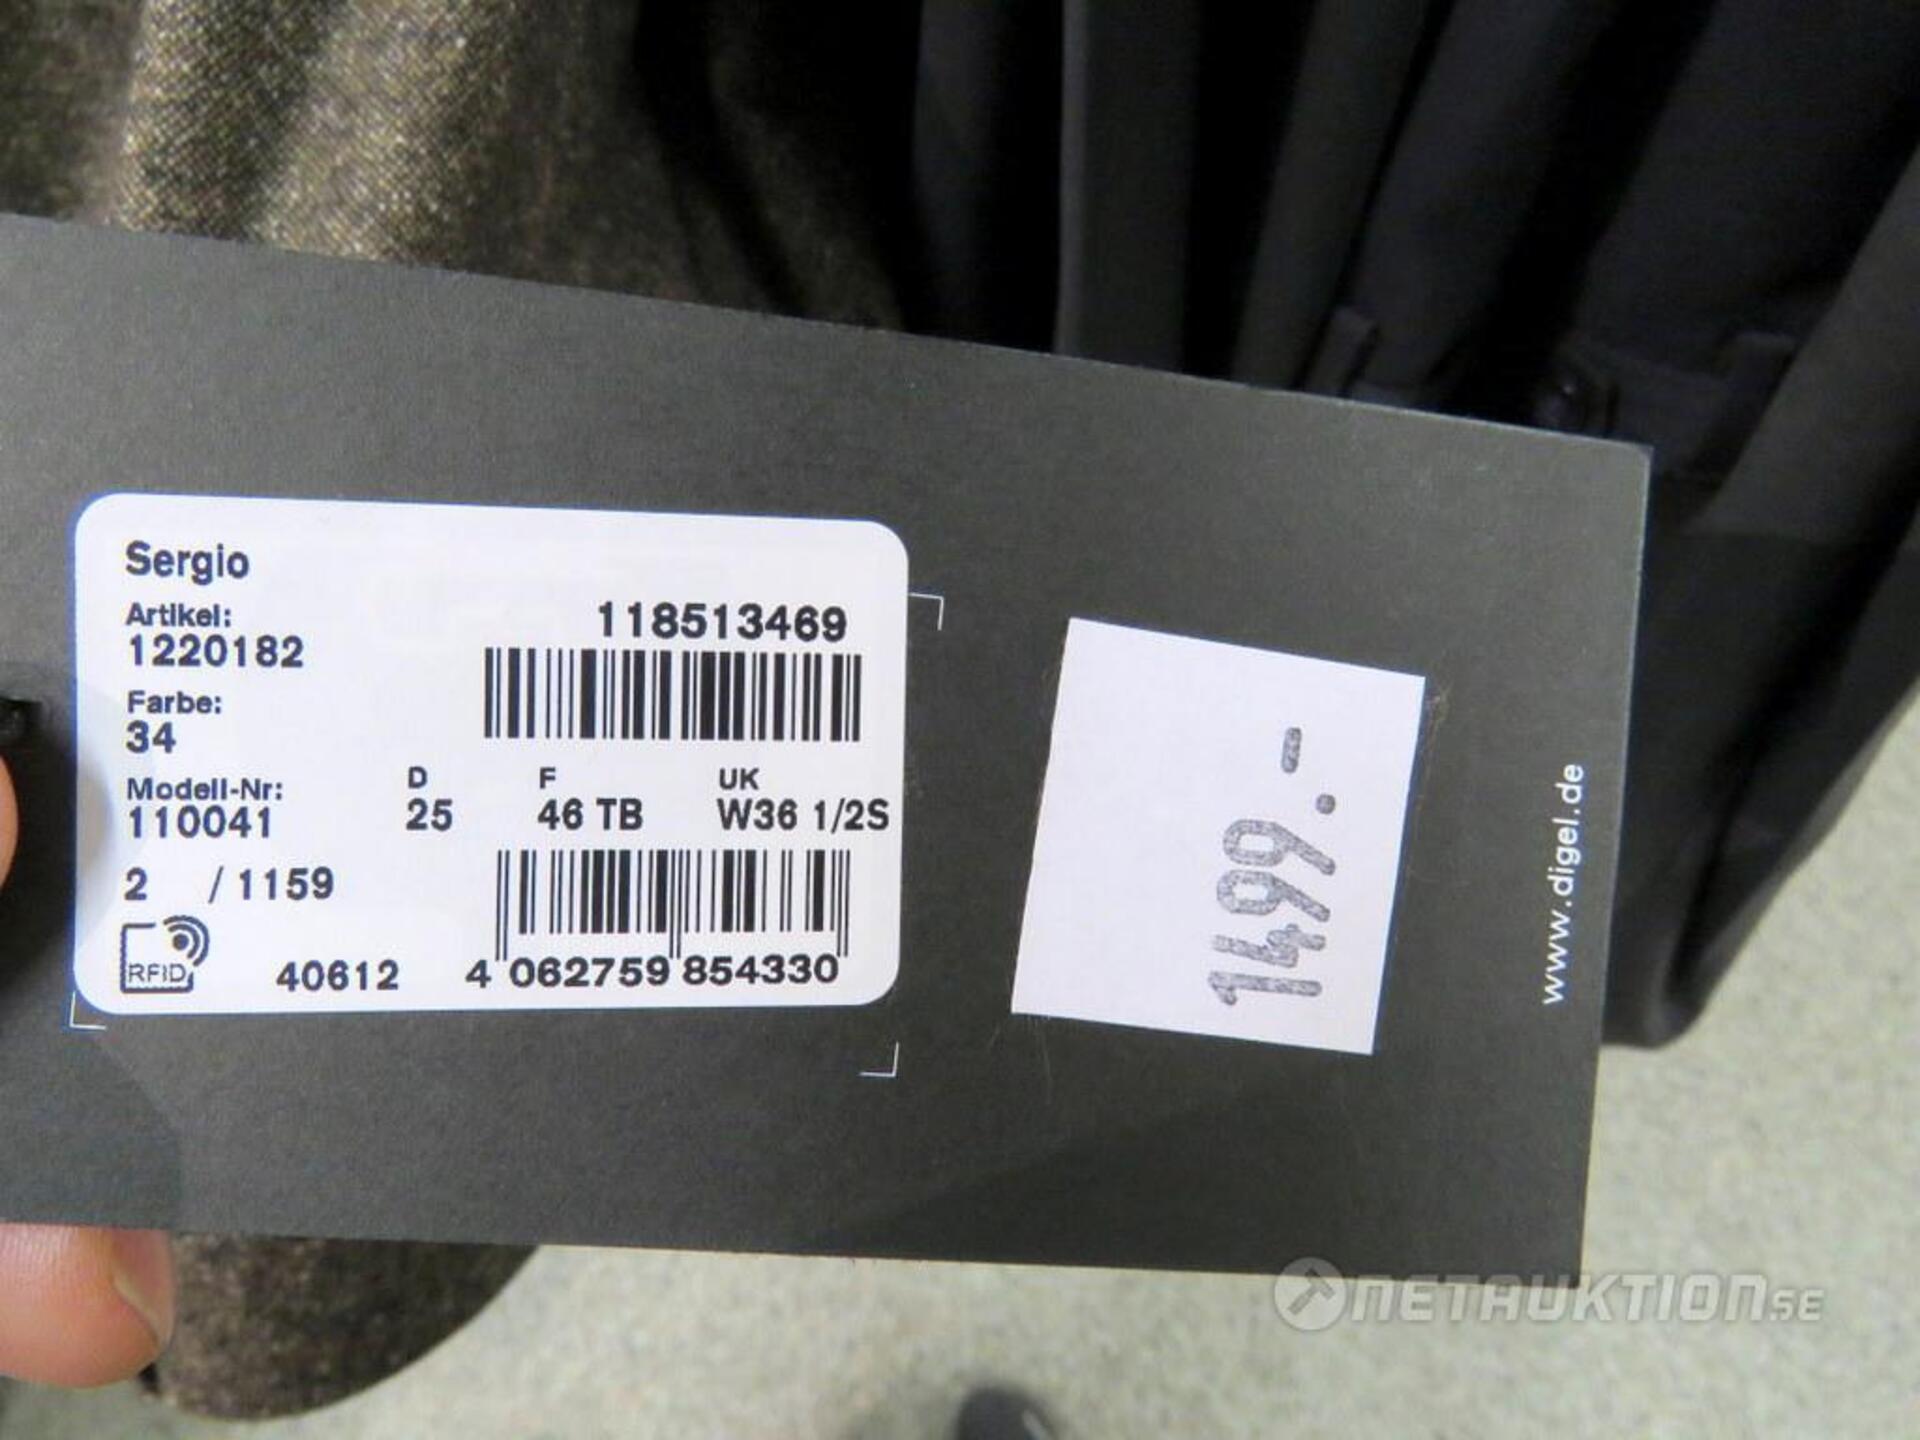 Sergio
Artikel:
1220182
118513469
Farbe:
34
Modell-Nr:
110041
D
25
F
46 TB
UK
W36 1/2S
2 / 1159
RFID
40612
4 062759 854330
1499.-
www.digel.de
NETAUKTION.SE